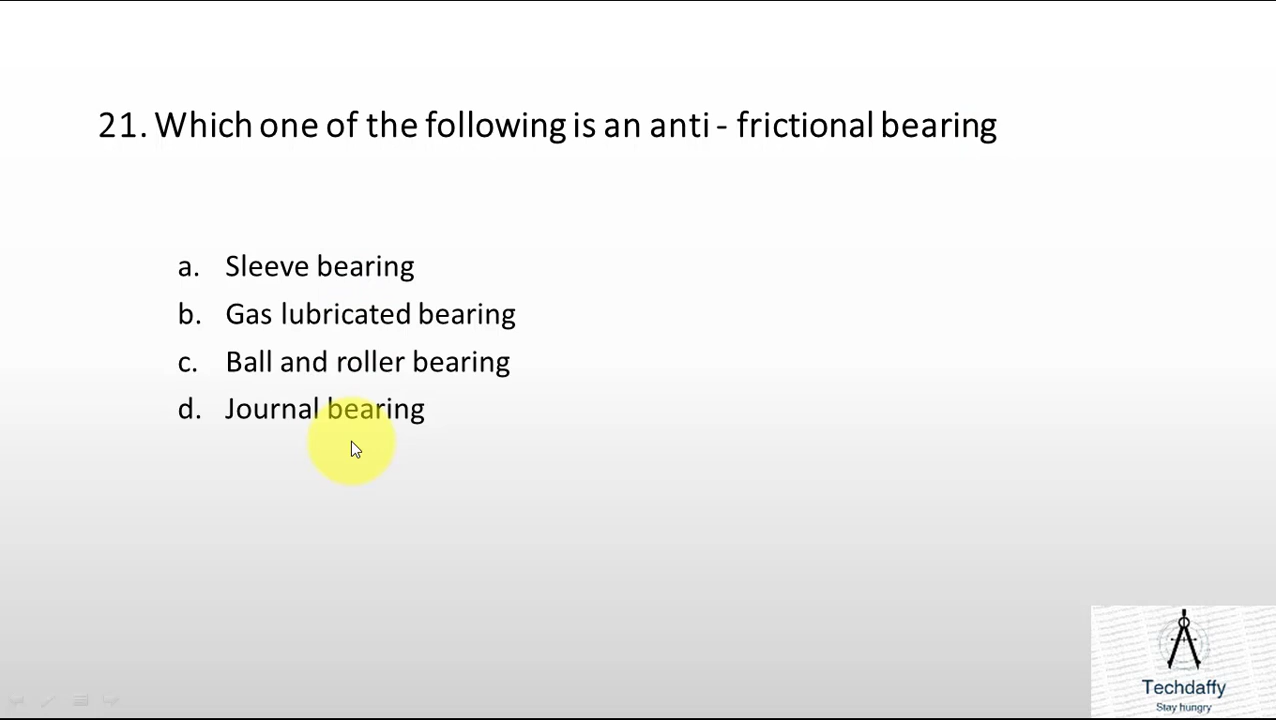 21. Which one of the following is an anti - frictional bearing
a. Sleeve bearing
b. Gas lubricated bearing
c. Ball and roller bearing
d. Journal bearing
Techdaffy
Stay hungry